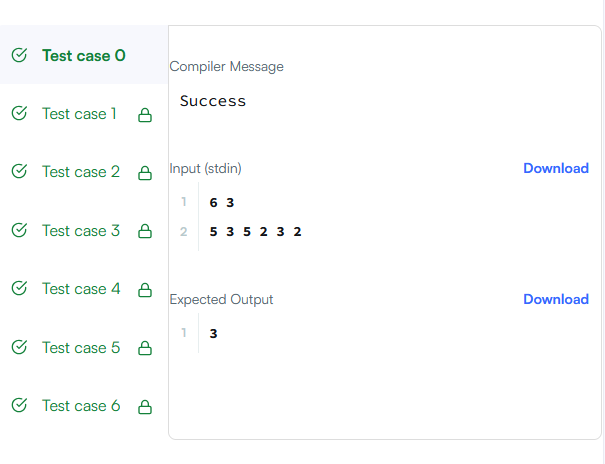 Test case 0
Test case 1
Test case 2
Test case 3
Test case 4
Test case 5
Test case 6
Compiler Message
Success
Input (stdin) Download
1 6 3
2 5 3 5 2 3 2
Expected Output Download
1 3